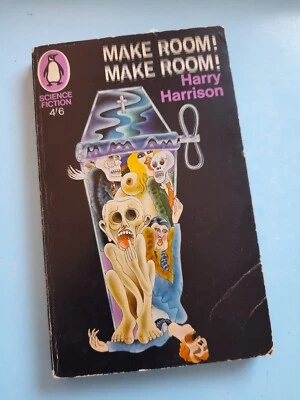 MAKE ROOM!
MAKE ROOM!
Harry
Harrison
SCIENCE
FICTION
4'6